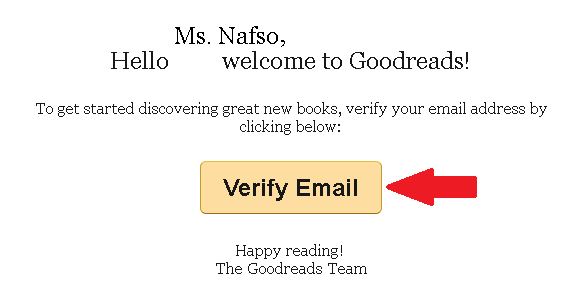 Ms. Nafso,
Hello welcome to Goodreads!
To get started discovering great new books, verify your email address by
clicking below:
Verify Email
Happy reading!
The Goodreads Team